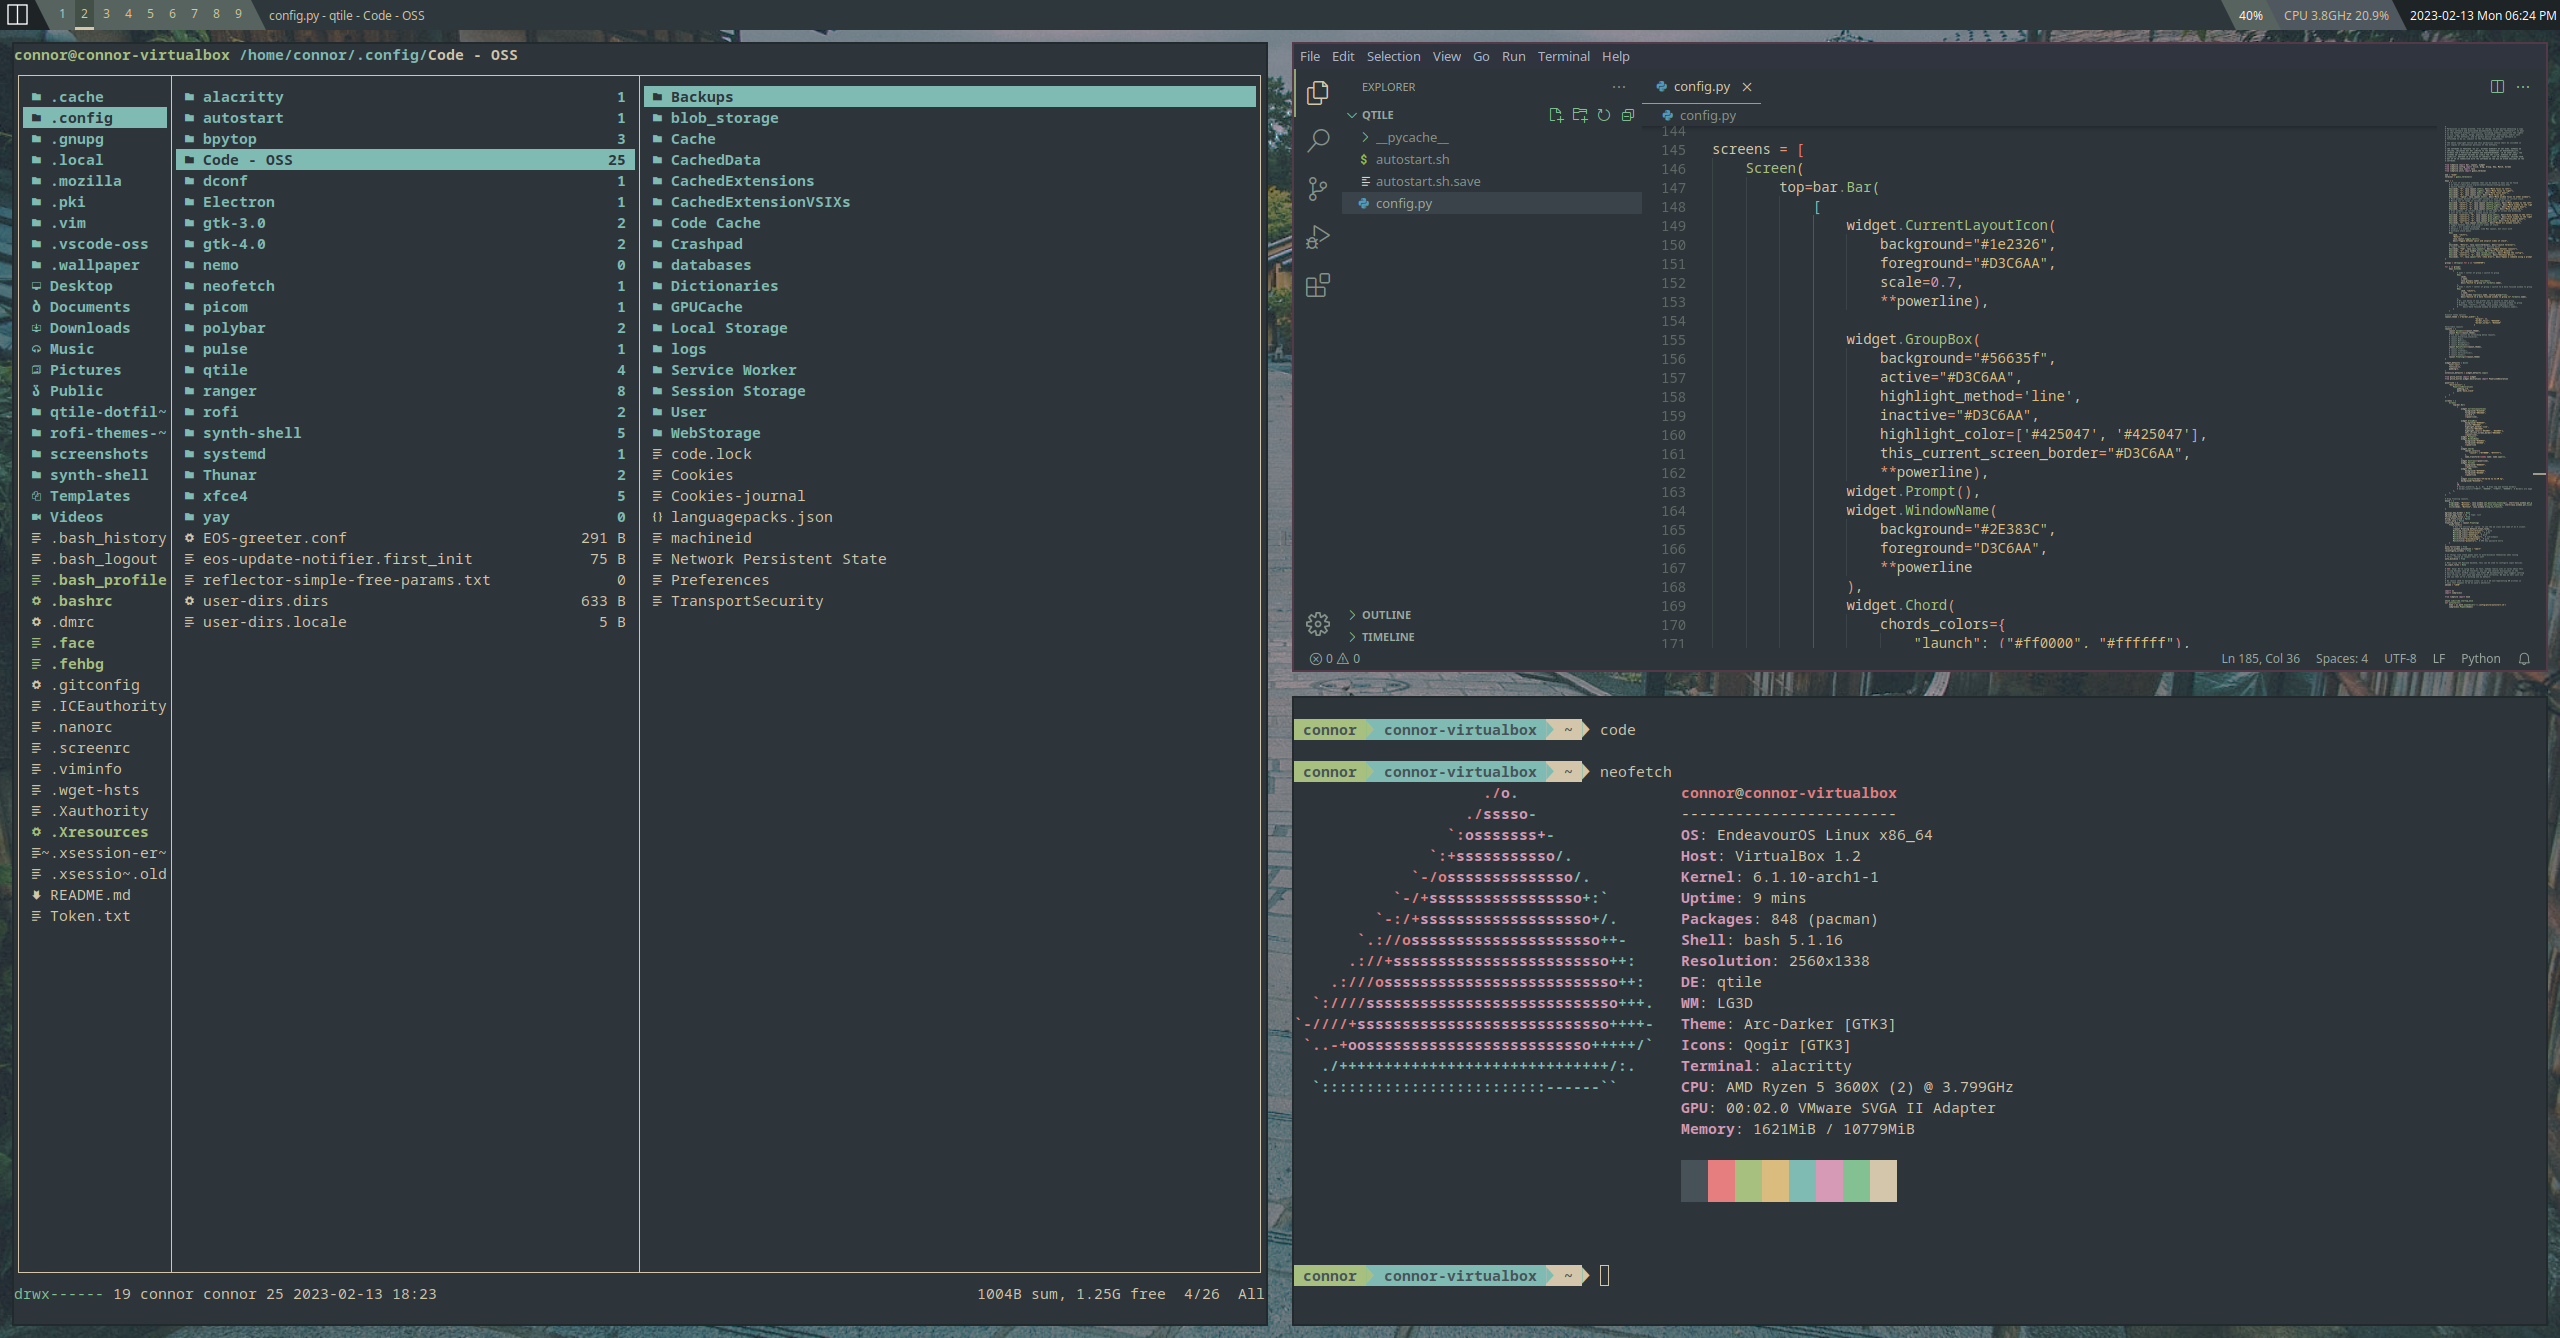 1 2 3 4 5 6 7 8 9 config.py - qtile - Code - OSS
40% CPU 3.8GHz 20.9% 2023-02-13 Mon 06:24 PM
connor@connor-virtualbox /home/connor/.config/Code - OSS
.cache
.config
.gnupg
.local
.mozilla
.pki
.vim
.vscode-oss
.wallpaper
Desktop
Documents
Downloads
Music
Pictures
Public
qtile-dotfil~
rofi-themes-~
screenshots
synth-shell
Templates
Videos
.bash_history
.bash_logout
.bash_profile
.bashrc
.dmrc
.face
.fehbg
.gitconfig
.ICEauthority
.nanorc
.screenrc
.viminfo
.wget-hsts
.Xauthority
.Xresources
~.xsession-er~
.xsessio~.old
README.md
Token.txt
alacritty 1
autostart 1
bpytop 3
Code - OSS 25
dconf 1
Electron 1
gtk-3.0 2
gtk-4.0 2
nemo 0
neofetch 1
picom 1
polybar 2
pulse 1
qtile 4
ranger 8
rofi 2
synth-shell 5
systemd 1
Thunar 2
xfce4 5
yay 0
EOS-greeter.conf 291 B
eos-update-notifier.first_init 75 B
reflector-simple-free-params.txt 0
user-dirs.dirs 633 B
user-dirs.locale 5 B
Backups
blob_storage
Cache
CachedData
CachedExtensions
CachedExtensionVSIXs
Code Cache
Crashpad
databases
Dictionaries
GPUCache
Local Storage
logs
Service Worker
Session Storage
User
WebStorage
code.lock
Cookies
Cookies-journal
languagepacks.json
machineid
Network Persistent State
Preferences
TransportSecurity
drwx------ 19 connor connor 25 2023-02-13 18:23
1004B sum, 1.25G free 4/26 All
File Edit Selection View Go Run Terminal Help
EXPLORER ···
QTILE
__pycache__
$ autostart.sh
autostart.sh.save
config.py
OUTLINE
TIMELINE
config.py
config.py
144
145 screens = [
146 Screen(
147 top=bar.Bar(
148 [
149 widget.CurrentLayoutIcon(
150 background="#1e2326",
151 foreground="#D3C6AA",
152 scale=0.7,
153 **powerline),
154
155 widget.GroupBox(
156 background="#56635f",
157 active="#D3C6AA",
158 highlight_method='line',
159 inactive="#D3C6AA",
160 highlight_color=['#425047', '#425047'],
161 this_current_screen_border="#D3C6AA",
162 **powerline),
163 widget.Prompt(),
164 widget.WindowName(
165 background="#2E383C",
166 foreground="D3C6AA",
167 **powerline
168 ),
169 widget.Chord(
170 chords_colors={
171 "launch": ("#ff0000", "#ffffff"),
0 0
Ln 185, Col 36 Spaces: 4 UTF-8 LF Python
connor connor-virtualbox ~ code
connor connor-virtualbox ~ neofetch
./o.
./sssso-
`:osssssss+-
`:+sssssssssso/.
`-/ossssssssssssso/.
`-/+sssssssssssssssso+:`
`-:/+sssssssssssssssssso+/.
`.://osssssssssssssssssssso++-
.://+ssssssssssssssssssssssso++:
.:///ossssssssssssssssssssssssso++:
`:////ssssssssssssssssssssssssssso+++.
`-////+ssssssssssssssssssssssssssso++++-
`..-+oosssssssssssssssssssssssso+++++/`
./++++++++++++++++++++++++++++++/:.
`:::::::::::::::::::::::::------``
connor@connor-virtualbox
------------------------
OS: EndeavourOS Linux x86_64
Host: VirtualBox 1.2
Kernel: 6.1.10-arch1-1
Uptime: 9 mins
Packages: 848 (pacman)
Shell: bash 5.1.16
Resolution: 2560x1338
DE: qtile
WM: LG3D
Theme: Arc-Darker [GTK3]
Icons: Qogir [GTK3]
Terminal: alacritty
CPU: AMD Ryzen 5 3600X (2) @ 3.799GHz
GPU: 00:02.0 VMware SVGA II Adapter
Memory: 1621MiB / 10779MiB
connor connor-virtualbox ~